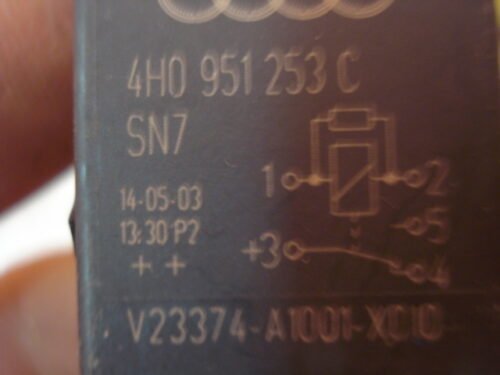 4H0 951 253 C
SN7
1 2
14-05-03
5
13:30 P2
+3
4
+ +
V23374-A1001-XC10